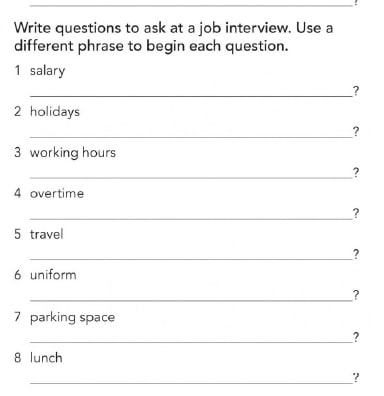 ?
Write questions to ask at a job interview. Use a
different phrase to begin each question.
1 salary
?
2 holidays
?
3 working hours
?
4 overtime
?
5 travel
?
6 uniform
?
7 parking space
?
8 lunch
?